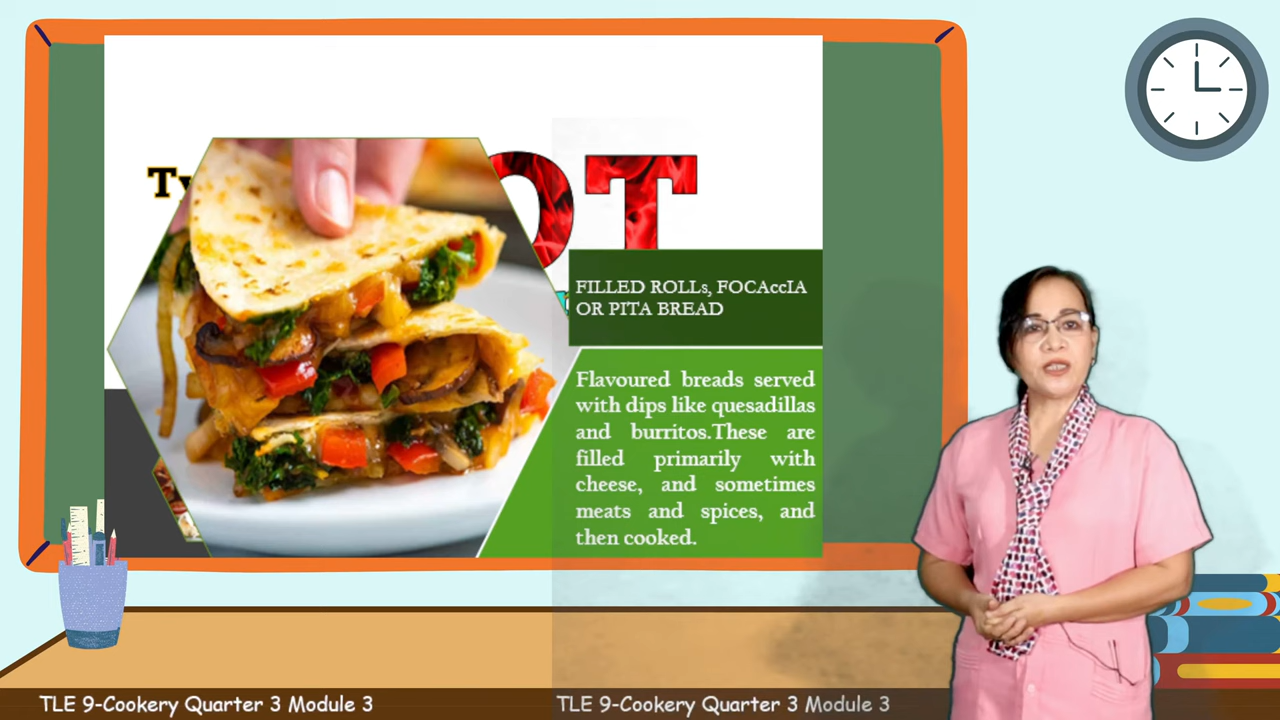 Ty
OT
FILLED ROLLs, FOCAccIA
OR PITA BREAD
Flavoured breads served
with dips like quesadillas
and burritos.These are
filled primarily with
cheese, and sometimes
meats and spices, and
then cooked.
TLE 9-Cookery Quarter 3 Module 3
TLE 9-Cookery Quarter 3 Module 3